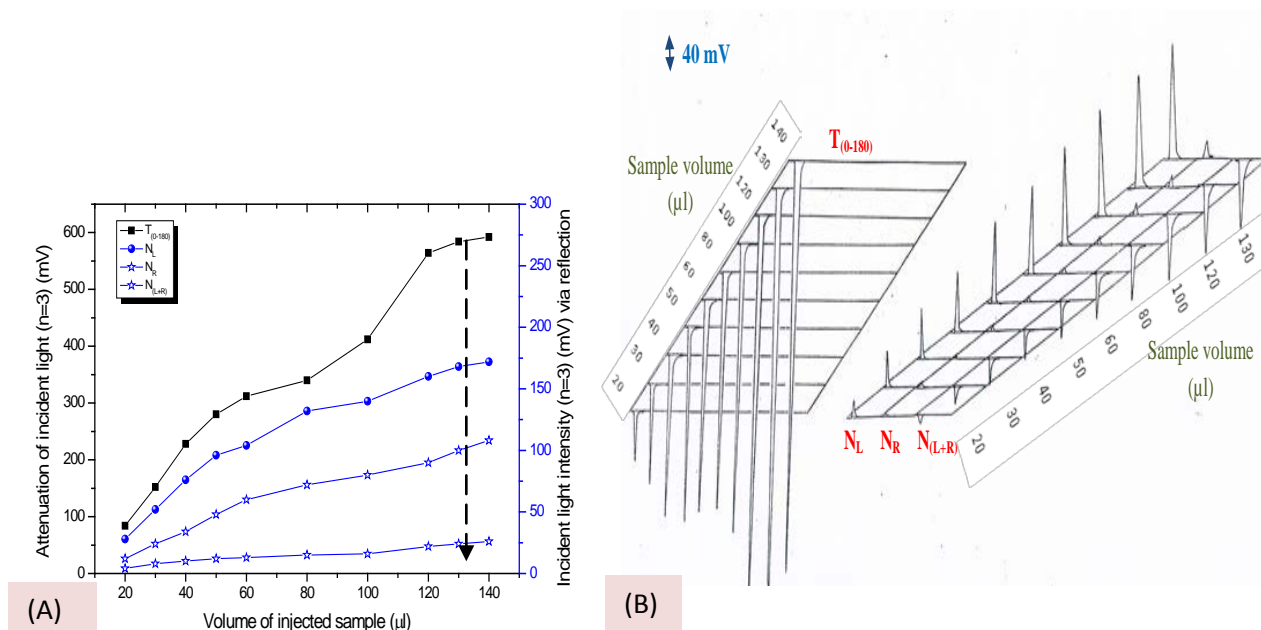 Attenuation of incident light (n=3) (mV)
600
500
400
300
200
100
0
T(0-180)
NL
NR
N(L+R)
300
250
200
150
100
50
0
Incident light intensity (n=3) (mV) via reflection
20 40 60 80 100 120 140
Volume of injected sample (µl)
(A)
40 mV
Sample volume
(µl)
140
130
120
100
80
60
50
40
30
20
T(0-180)
NL NR N(L+R)
20
30
40
50
60
80
100
120
130
Sample volume
(µl)
(B)